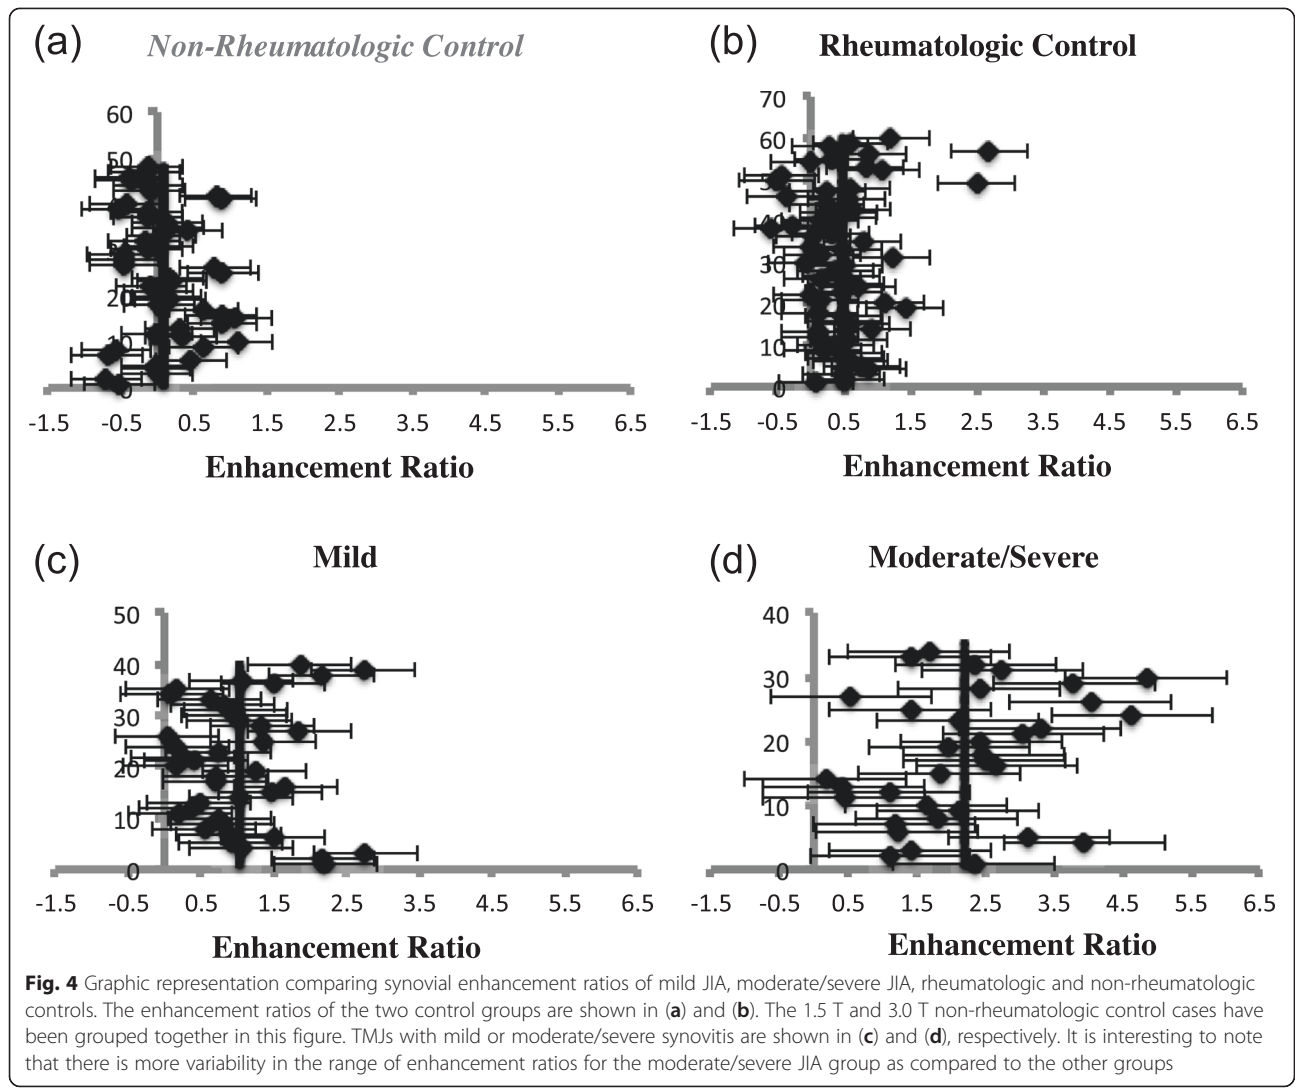 (a) Non-Rheumatologic Control
60
50
20
10
0
-1.5 -0.5 0.5 1.5 2.5 3.5 4.5 5.5 6.5
Enhancement Ratio
(b) Rheumatologic Control
70
60
40
30
20
10
0
-1.5 -0.5 0.5 1.5 2.5 3.5 4.5 5.5 6.5
Enhancement Ratio
(c) Mild
50
40
30
20
10
0
-1.5 -0.5 0.5 1.5 2.5 3.5 4.5 5.5 6.5
Enhancement Ratio
(d) Moderate/Severe
40
30
20
10
0
-1.5 -0.5 0.5 1.5 2.5 3.5 4.5 5.5 6.5
Enhancement Ratio
Fig. 4 Graphic representation comparing synovial enhancement ratios of mild JIA, moderate/severe JIA, rheumatologic and non-rheumatologic
controls. The enhancement ratios of the two control groups are shown in (a) and (b). The 1.5 T and 3.0 T non-rheumatologic control cases have
been grouped together in this figure. TMJs with mild or moderate/severe synovitis are shown in (c) and (d), respectively. It is interesting to note
that there is more variability in the range of enhancement ratios for the moderate/severe JIA group as compared to the other groups